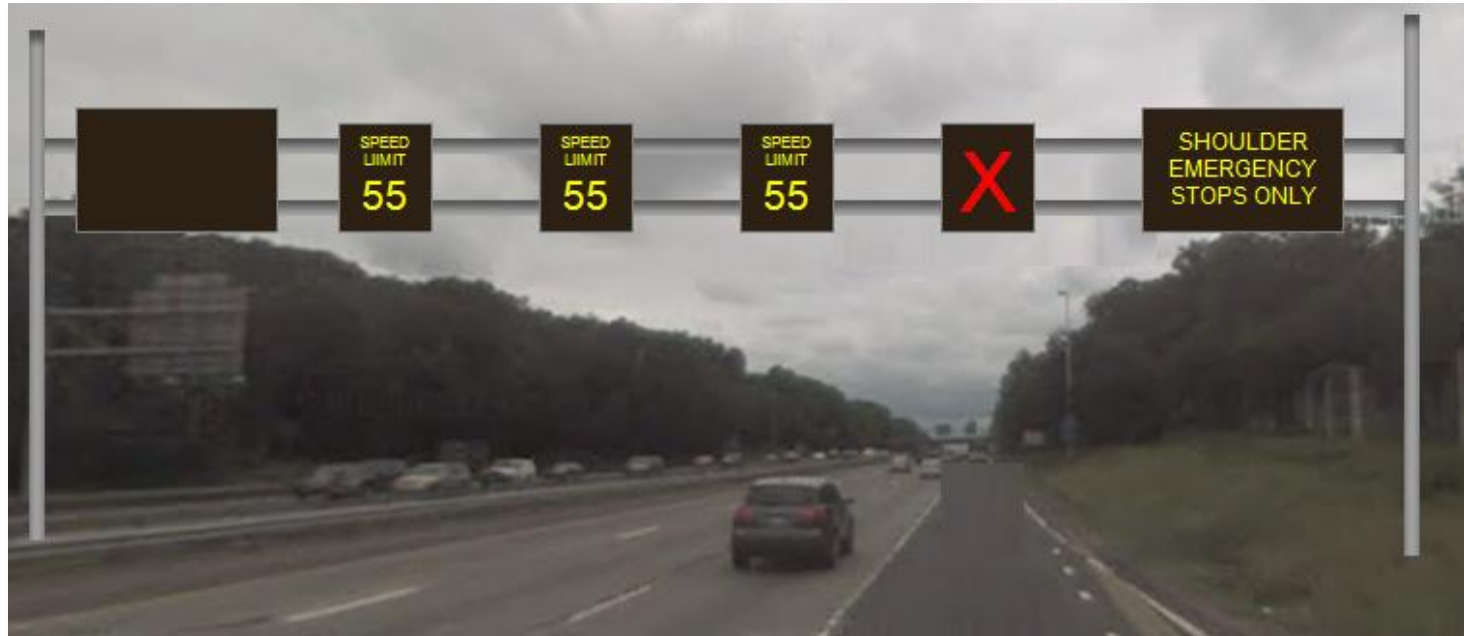 SPEED
LIIMIT
55
SPEED
LIIMIT
55
SPEED
LIIMIT
55
X
SHOULDER
EMERGENCY
STOPS ONLY